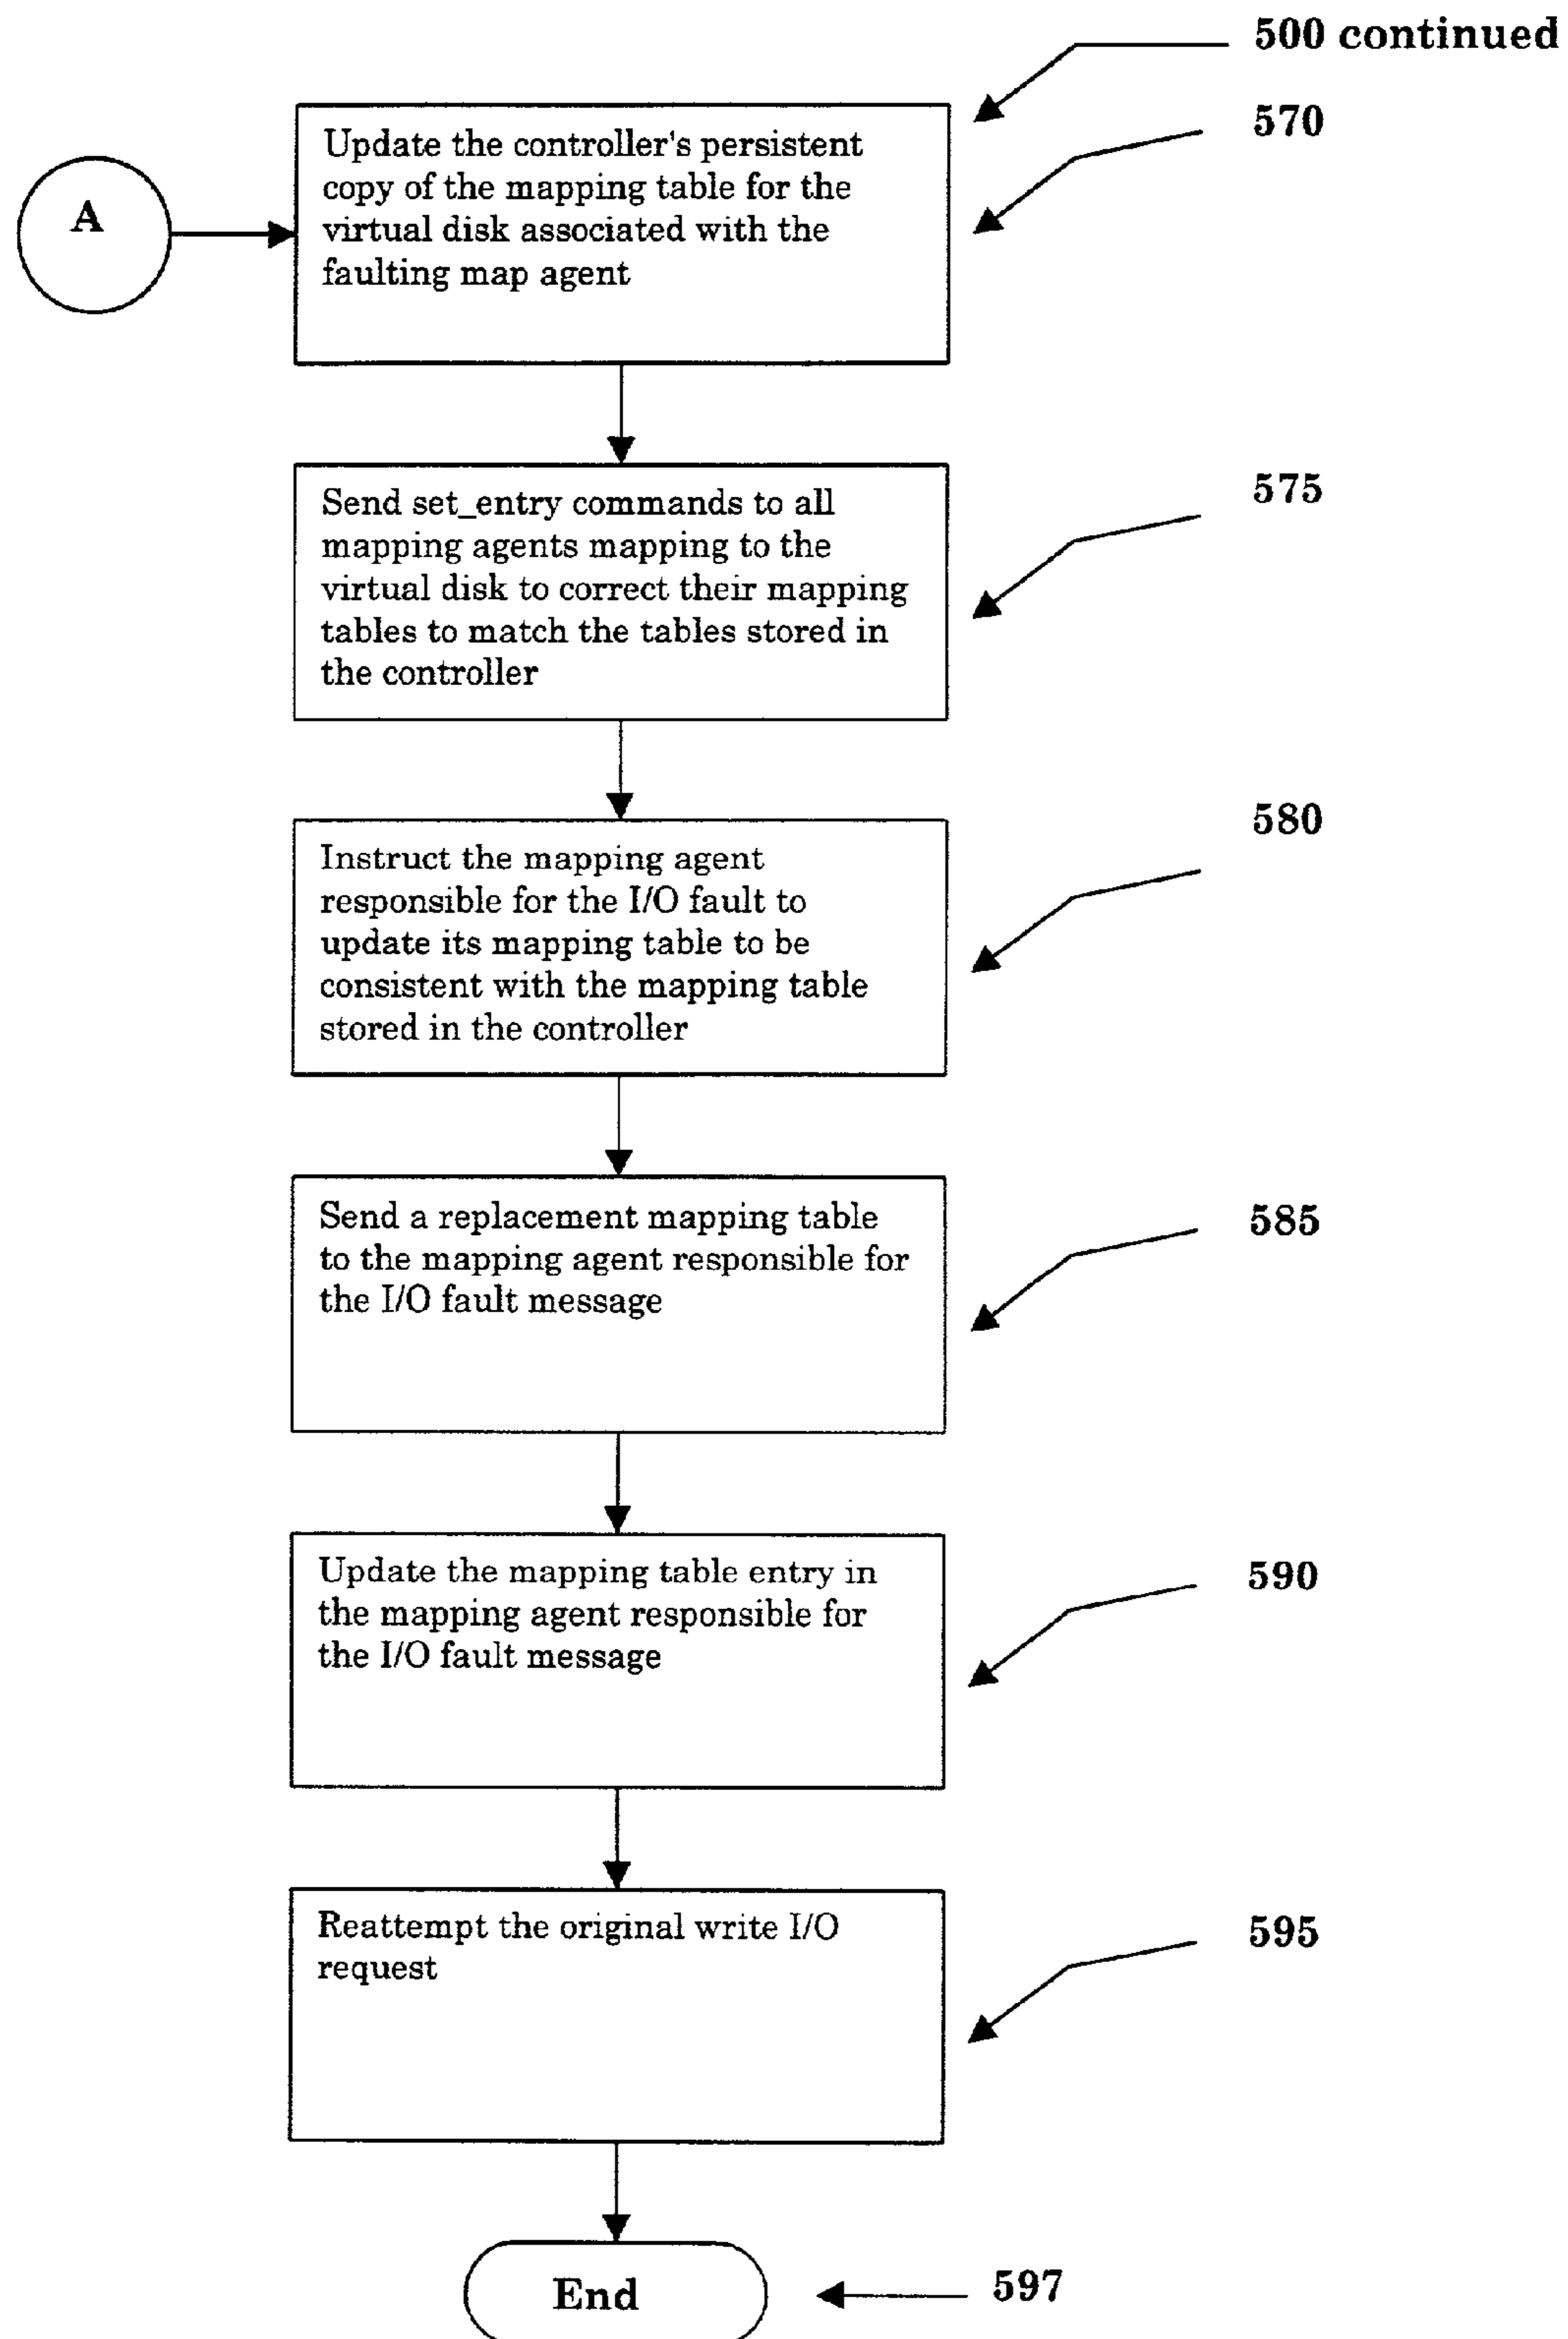 500 continued
570
A
Update the controller's persistent
copy of the mapping table for the
virtual disk associated with the
faulting map agent
575
Send set_entry commands to all
mapping agents mapping to the
virtual disk to correct their mapping
tables to match the tables stored in
the controller
580
Instruct the mapping agent
responsible for the I/O fault to
update its mapping table to be
consistent with the mapping table
stored in the controller
585
Send a replacement mapping table
to the mapping agent responsible for
the I/O fault message
590
Update the mapping table entry in
the mapping agent responsible for
the I/O fault message
595
Reattempt the original write I/O
request
End
597